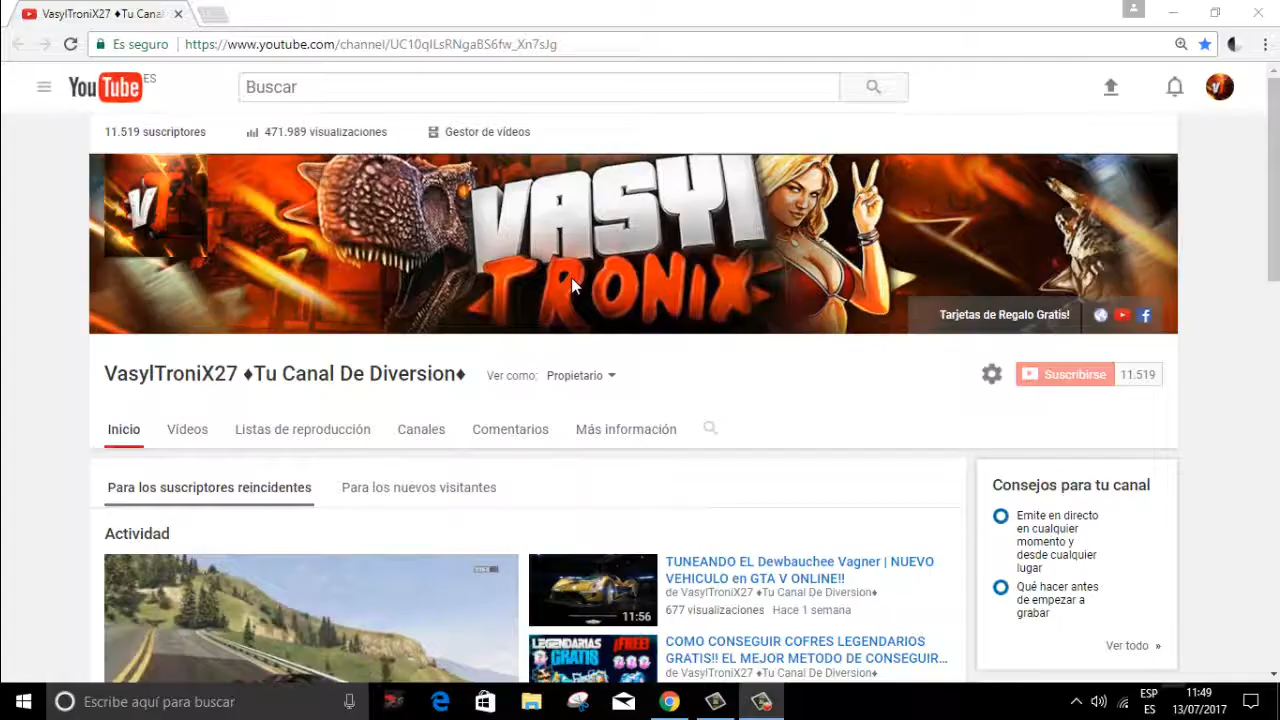 VasylTroniX27 ♦Tu Canal
Es seguro
https://www.youtube.com/channel/UC10qILsRNgaBS6fw_Xn7sJg
YouTube ES
Buscar
11.519 suscriptores
471.989 visualizaciones
Gestor de vídeos
V
VASYL
TRONIX
Tarjetas de Regalo Gratis!
VasylTroniX27 ♦Tu Canal De Diversion♦
Ver como: Propietario
Suscribirse 11.519
Inicio
Vídeos
Listas de reproducción
Canales
Comentarios
Más información
Para los suscriptores reincidentes
Para los nuevos visitantes
Actividad
TUNEANDO EL Dewbauchee Vagner | NUEVO
VEHICULO en GTA V ONLINE!!
de VasylTroniX27 ♦Tu Canal De Diversion♦
677 visualizaciones Hace 1 semana
11:56
LEGENDARIAS ¡FREE!
GRATIS
COMO CONSEGUIR COFRES LEGENDARIOS
GRATIS!! EL MEJOR METODO DE CONSEGUIR...
de VasylTroniX27 ♦Tu Canal De Diversion♦
Consejos para tu canal
Emite en directo
en cualquier
momento y
desde cualquier
lugar
Qué hacer antes
de empezar a
grabar
Ver todo »
Escribe aquí para buscar
ESP
ES
11:49
13/07/2017